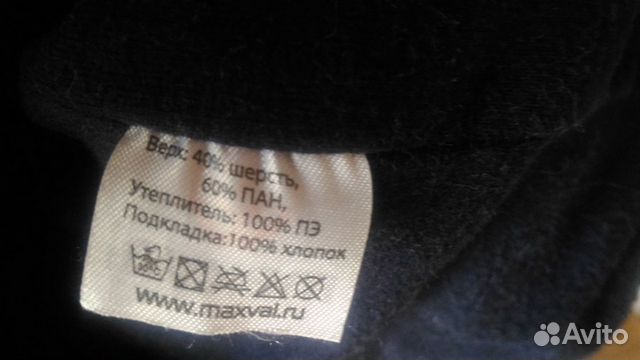 Верх: 40% шерсть,
60% ПАН,
Утеплитель: 100% ПЭ
Подкладка:100% хлопок
30°C
www.maxval.ru
Avito